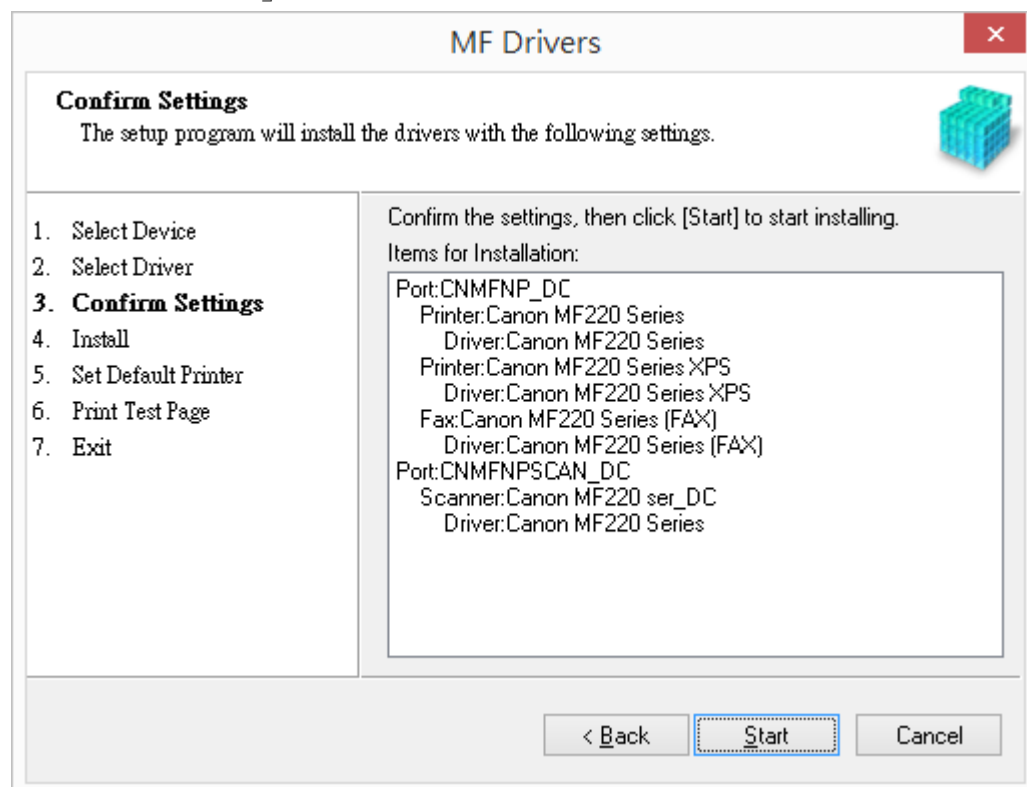 MF Drivers
Confirm Settings
The setup program will install the drivers with the following settings.
1. Select Device
2. Select Driver
3. Confirm Settings
4. Install
5. Set Default Printer
6. Print Test Page
7. Exit
Confirm the settings, then click [Start] to start installing.
Items for Installation:
Port:CNMFNP_DC
Printer:Canon MF220 Series
Driver:Canon MF220 Series
Printer:Canon MF220 Series XPS
Driver:Canon MF220 Series XPS
Fax:Canon MF220 Series (FAX)
Driver:Canon MF220 Series (FAX)
Port:CNMFNPSCAN_DC
Scanner:Canon MF220 ser_DC
Driver:Canon MF220 Series
< Back
Start
Cancel